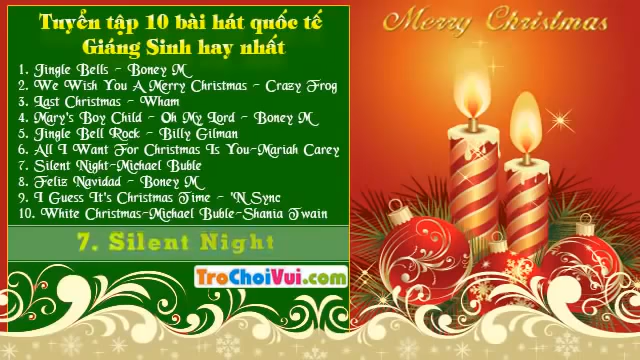 Tuyển tập 10 bài hát quốc tế
Giáng Sinh hay nhất
1. Jingle Bells - Boney M
2. We Wish You A Merry Christmas - Crazy Frog
3. Last Christmas - Wham
4. Mary's Boy Child - Oh My Lord - Boney M
5. Jingle Bell Rock - Billy Gilman
6. All I Want For Christmas Is You-Mariah Carey
7. Silent Night-Michael Buble
8. Feliz Navidad - Boney M
9. I Guess It's Christmas Time - 'N Sync
10. White Christmas-Michael Buble-Shania Twain
7. Silent Night
TroChoiVui.com
Merry Christmas